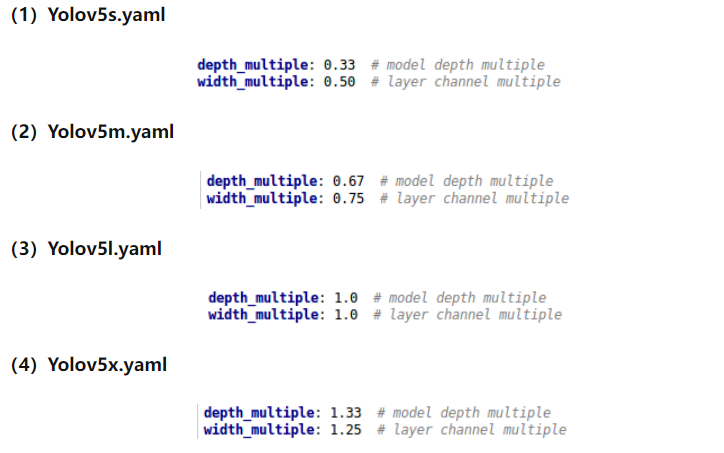 （1）Yolov5s.yaml
depth_multiple: 0.33  # model depth multiple
width_multiple: 0.50  # layer channel multiple
（2）Yolov5m.yaml
depth_multiple: 0.67  # model depth multiple
width_multiple: 0.75  # layer channel multiple
（3）Yolov5l.yaml
depth_multiple: 1.0  # model depth multiple
width_multiple: 1.0  # layer channel multiple
（4）Yolov5x.yaml
depth_multiple: 1.33  # model depth multiple
width_multiple: 1.25  # layer channel multiple